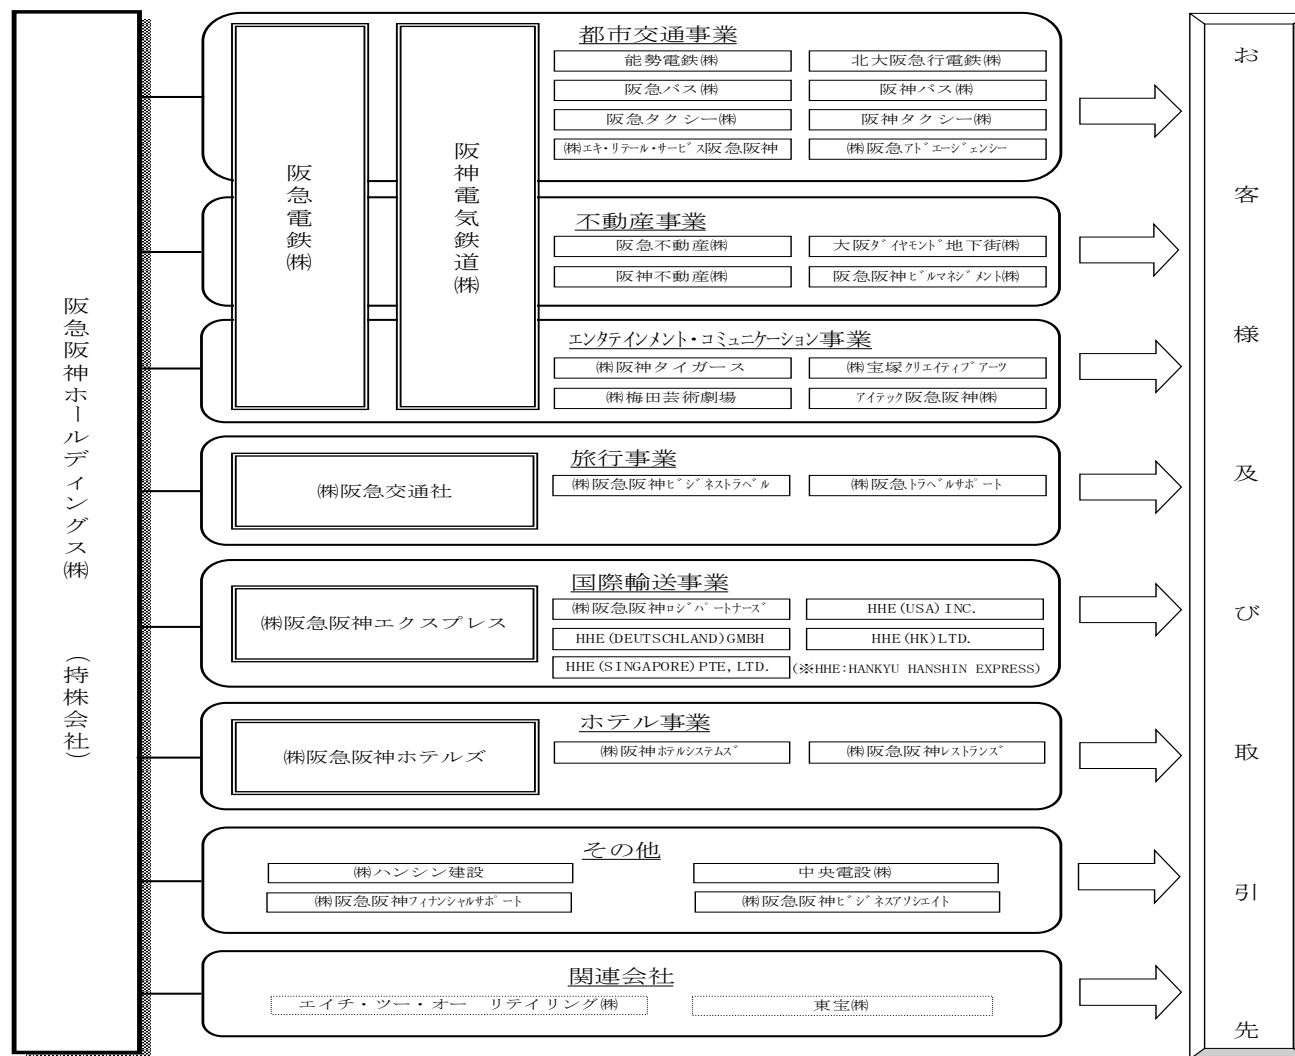 阪急阪神ホールディングス㈱（持株会社）
阪急電鉄㈱
阪神電気鉄道㈱
都市交通事業
能勢電鉄㈱
北大阪急行電鉄㈱
阪急バス㈱
阪神バス㈱
阪急タクシー㈱
阪神タクシー㈱
㈱エキ・リテール・サービス阪急阪神
㈱阪急アドエージェンシー
不動産事業
阪急不動産㈱
大阪ダイヤモンド地下街㈱
阪神不動産㈱
阪急阪神ビルマネジメント㈱
エンタテインメント・コミュニケーション事業
㈱阪神タイガース
㈱宝塚クリエイティブアーツ
㈱梅田芸術劇場
アイテック阪急阪神㈱
旅行事業
㈱阪急交通社
㈱阪急阪神ビジネストラベル
㈱阪急トラベルサポート
国際輸送事業
㈱阪急阪神エクスプレス
㈱阪急阪神ロジパートナーズ
HHE(USA)INC.
HHE(DEUTSCHLAND)GMBH
HHE(HK)LTD.
HHE(SINGAPORE)PTE,LTD.
(※HHE:HANKYU HANSHIN EXPRESS)
ホテル事業
㈱阪急阪神ホテルズ
㈱阪神ホテルシステムズ
㈱阪急阪神レストランズ
その他
㈱ハンシン建設
中央電設㈱
㈱阪急阪神フィナンシャルサポート
㈱阪急阪神ビジネスアソシエイト
関連会社
エイチ・ツー・オー　リテイリング㈱
東宝㈱
お客様及び取引先